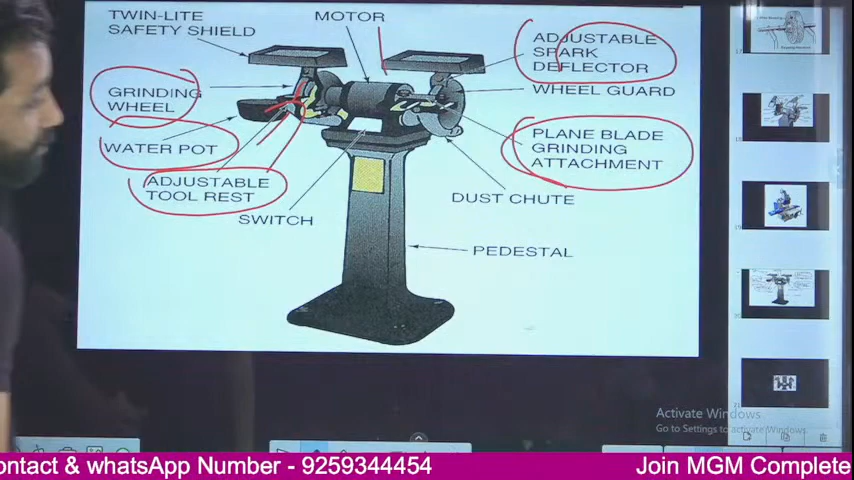 TWIN-LITE
SAFETY SHIELD
MOTOR
ADJUSTABLE
SPARK
DEFLECTOR
GRINDING
WHEEL
WHEEL GUARD
WATER POT
PLANE BLADE
GRINDING
ATTACHMENT
ADJUSTABLE
TOOL REST
DUST CHUTE
SWITCH
PEDESTAL
Activate Windows
Go to Settings to activate Windows.
ontact & whatsApp Number - 9259344454
Join MGM Complete